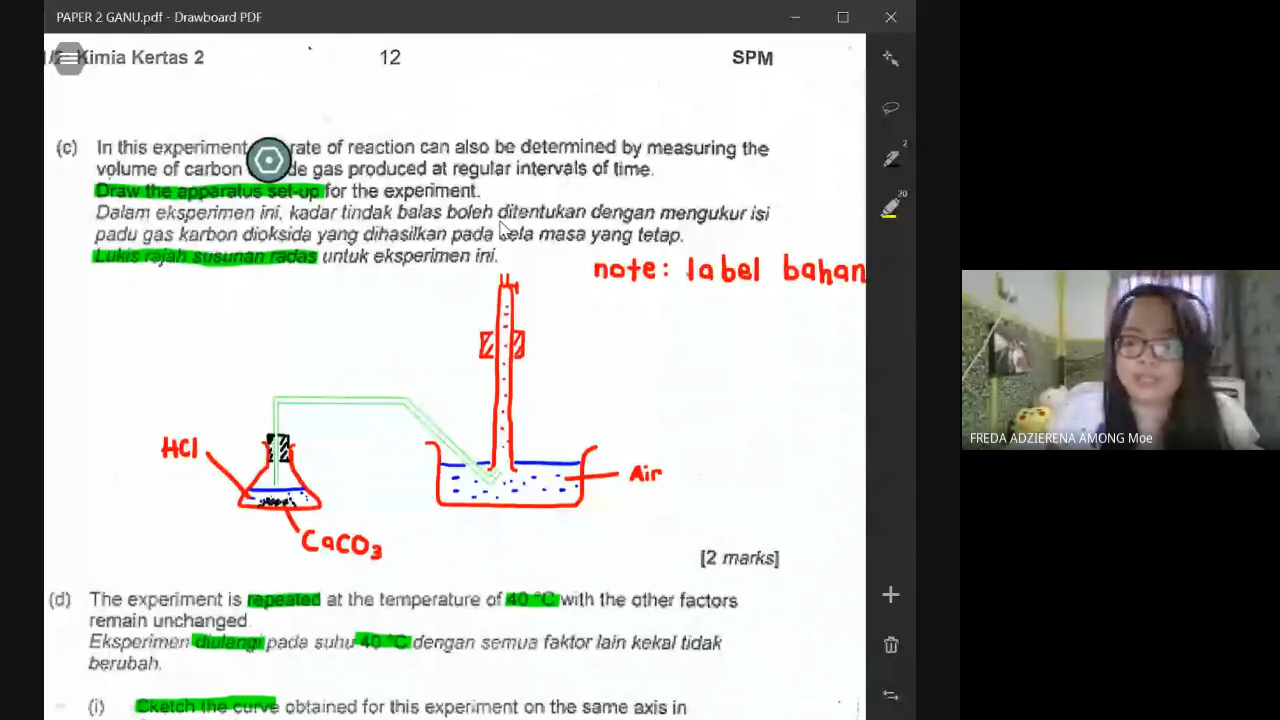 PAPER 2 GANU.pdf - Drawboard PDF
Kimia Kertas 2
12
SPM
(c) In this experiment rate of reaction can also be determined by measuring the
volume of carbon de gas produced at regular intervals of time.
Draw the apparatus set-up for the experiment.
Dalam eksperimen ini, kadar tindak balas boleh ditentukan dengan mengukur isi
padu gas karbon dioksida yang dihasilkan pada sela masa yang tetap.
Lukis rajah susunan radas untuk eksperimen ini.
note: label bahan
HCl
Air
CaCO3
[2 marks]
(d) The experiment is repeated at the temperature of 40 °C with the other factors
remain unchanged.
Eksperimen diulangi pada suhu 40 °C dengan semua faktor lain kekal tidak
berubah.
(i) Cketch the curve obtained for this experiment on the same axis in
2
20
FREDA ADZIERENA AMONG Moe